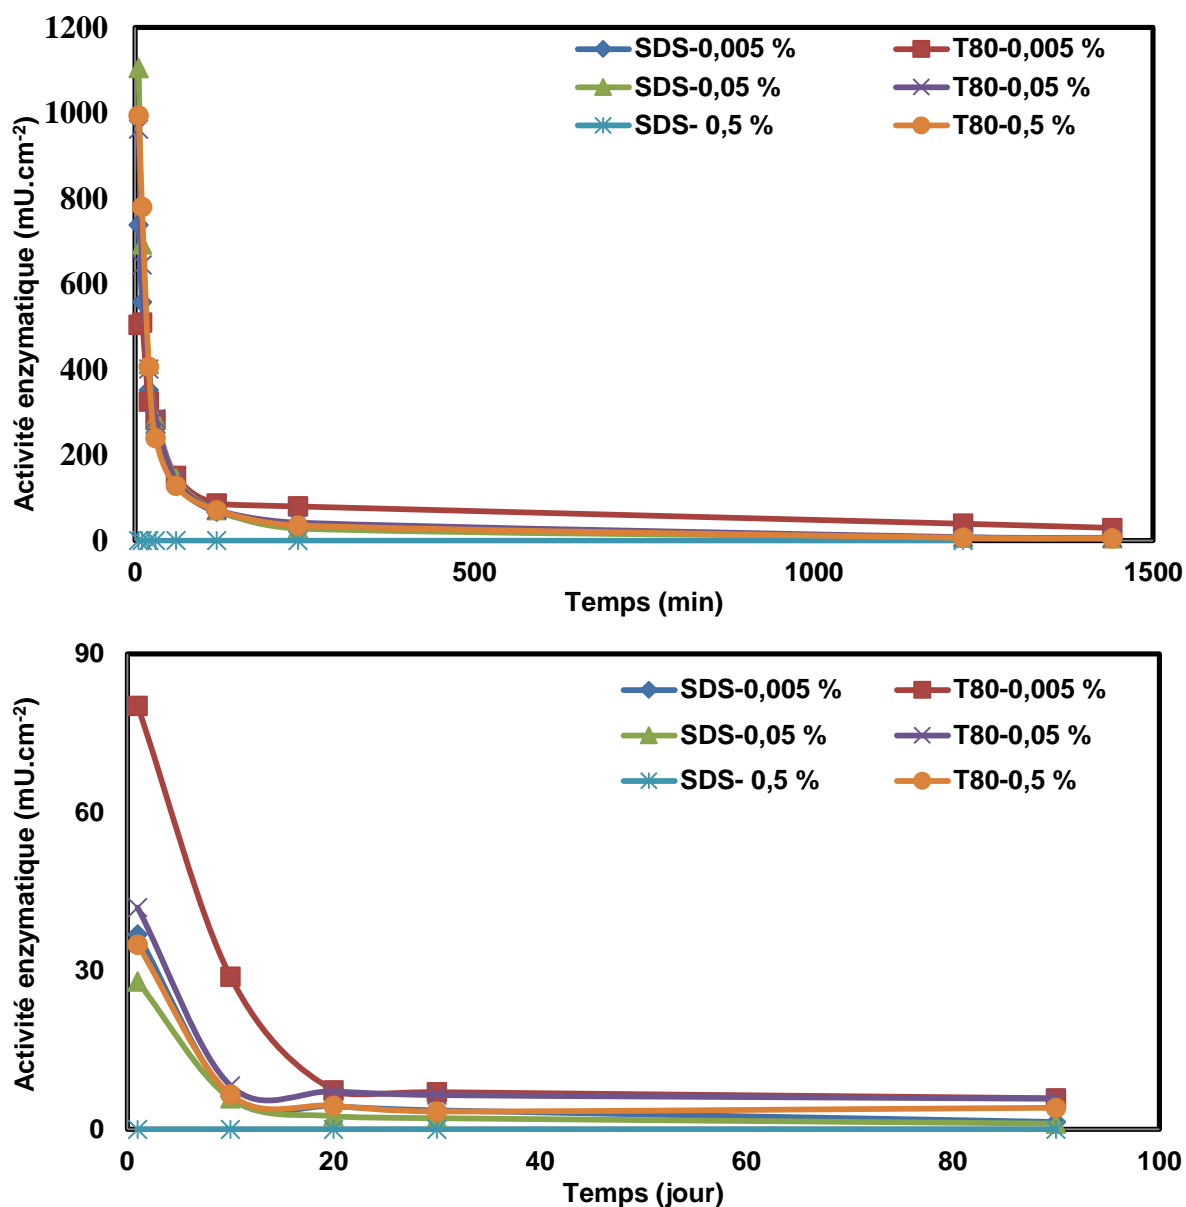 1200
1000
800
600
400
200
0
Activité enzymatique (mU.cm-2)
SDS-0,005 % T80-0,005 %
SDS-0,05 % T80-0,05 %
SDS- 0,5 % T80-0,5 %
0 500 1000 1500
Temps (min)
90
60
30
0
Activité enzymatique (mU.cm-2)
SDS-0,005 % T80-0,005 %
SDS-0,05 % T80-0,05 %
SDS- 0,5 % T80-0,5 %
0 20 40 60 80 100
Temps (jour)